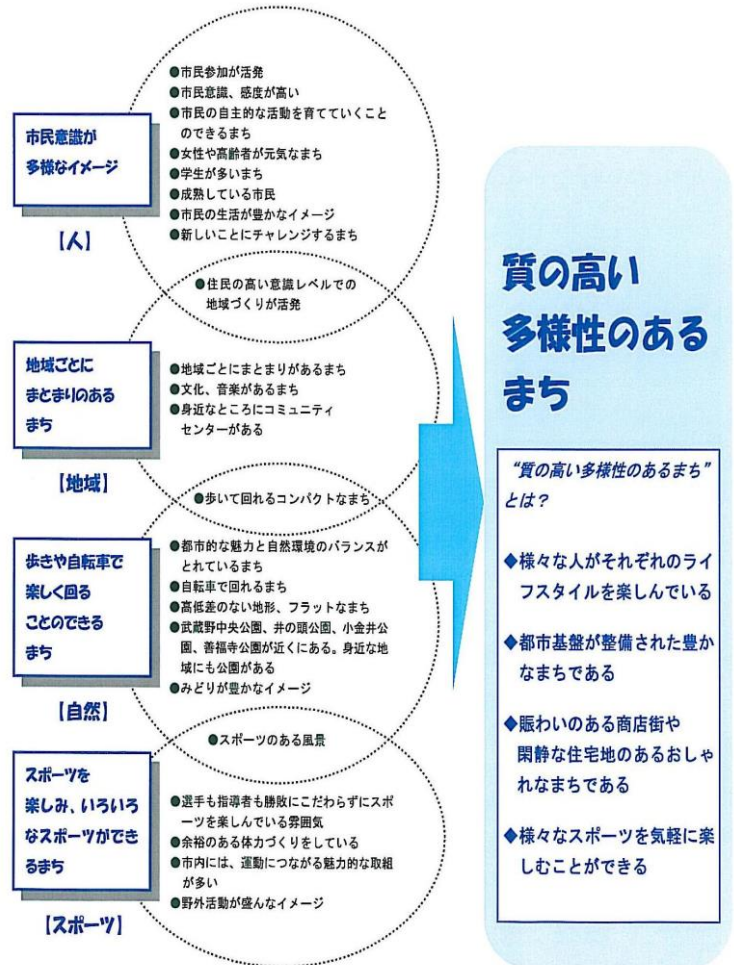 市民意識が
多様なイメージ
【人】
●市民参加が活発
●市民意識、感度が高い
●市民の自主的な活動を育てていくこと
のできるまち
●女性や高齢者が元気なまち
●学生が多いまち
●成熟している市民
●市民の生活が豊かなイメージ
●新しいことにチャレンジするまち
●住民の高い意識レベルでの
地域づくりが活発
地域ごとに
まとまりのある
まち
【地域】
●地域ごとにまとまりがあるまち
●文化、音楽があるまち
●身近なところにコミュニティ
センターがある
●歩いて回れるコンパクトなまち
歩きや自転車で
楽しく回る
ことのできる
まち
【自然】
●都市的な魅力と自然環境のバランスが
とれているまち
●自転車で回れるまち
●高低差のない地形、フラットなまち
●武蔵野中央公園、井の頭公園、小金井公
園、善福寺公園が近くにある。身近な地
域にも公園がある
●みどりが豊かなイメージ
●スポーツのある風景
スポーツを
楽しみ、いろいろ
なスポーツができ
るまち
【スポーツ】
●選手も指導者も勝敗にこだわらずにスポ
ーツを楽しんでいる雰囲気
●余裕のある体力づくりをしている
●市内には、運動につながる魅力的な取組
が多い
●野外活動が盛んなイメージ
質の高い
多様性のある
まち
“質の高い多様性のあるまち”
とは？
◆様々な人がそれぞれのライ
フスタイルを楽しんでいる
◆都市基盤が整備された豊か
なまちである
◆賑わいのある商店街や
閑静な住宅地のあるおしゃ
れなまちである
◆様々なスポーツを気軽に楽
しむことができる